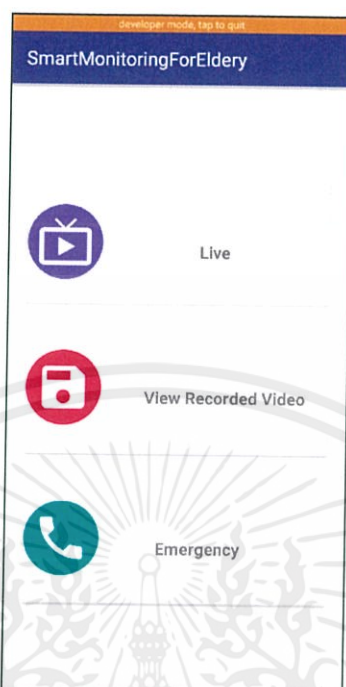 developer mode, tap to quit
SmartMonitoringForEldery
Live
View Recorded Video
Emergency